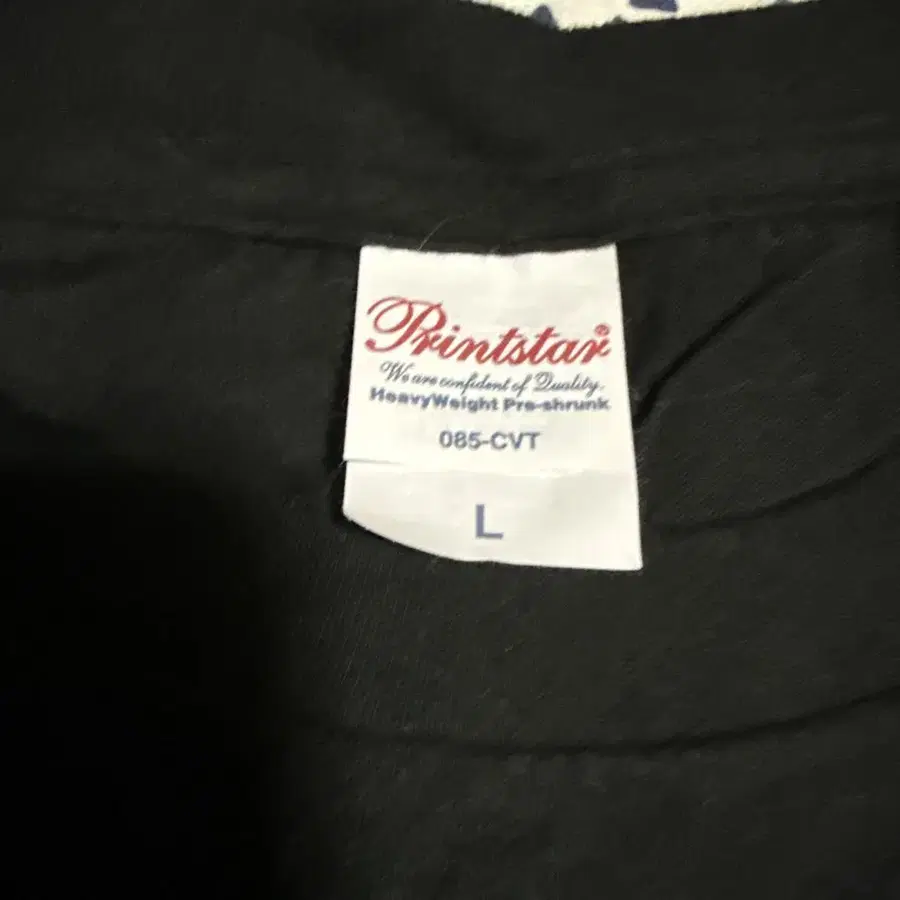 Printstar®
We are confident of Quality.
HeavyWeight Pre-shrunk
085-CVT
L